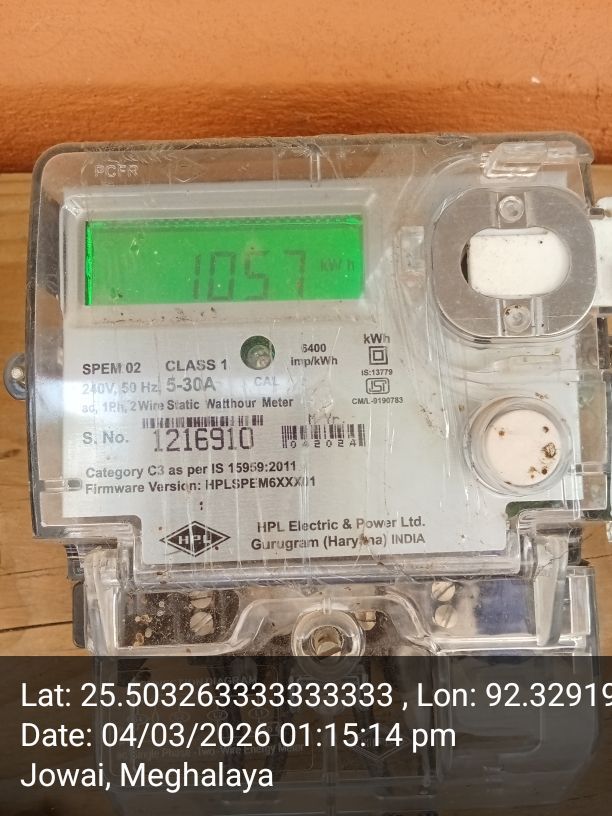 PCFR
1057 kWh
SPEM 02 CLASS 1
6400
imp/kWh
kWh
240V, 50 Hz, 5-30A
CAL
IS:13779
ac, 1Ph, 2Wire Static Watthour Meter
CM/L-9190783
S. No. 1216910
M Yr.
042024
Category C3 as per IS 15959:2011
Firmware Version: HPLSPEM6XXX01
HPL
HPL Electric & Power Ltd.
Gurugram (Haryana) INDIA
Lat: 25.503263333333333 , Lon: 92.32919
Date: 04/03/2026 01:15:14 pm
Jowai, Meghalaya